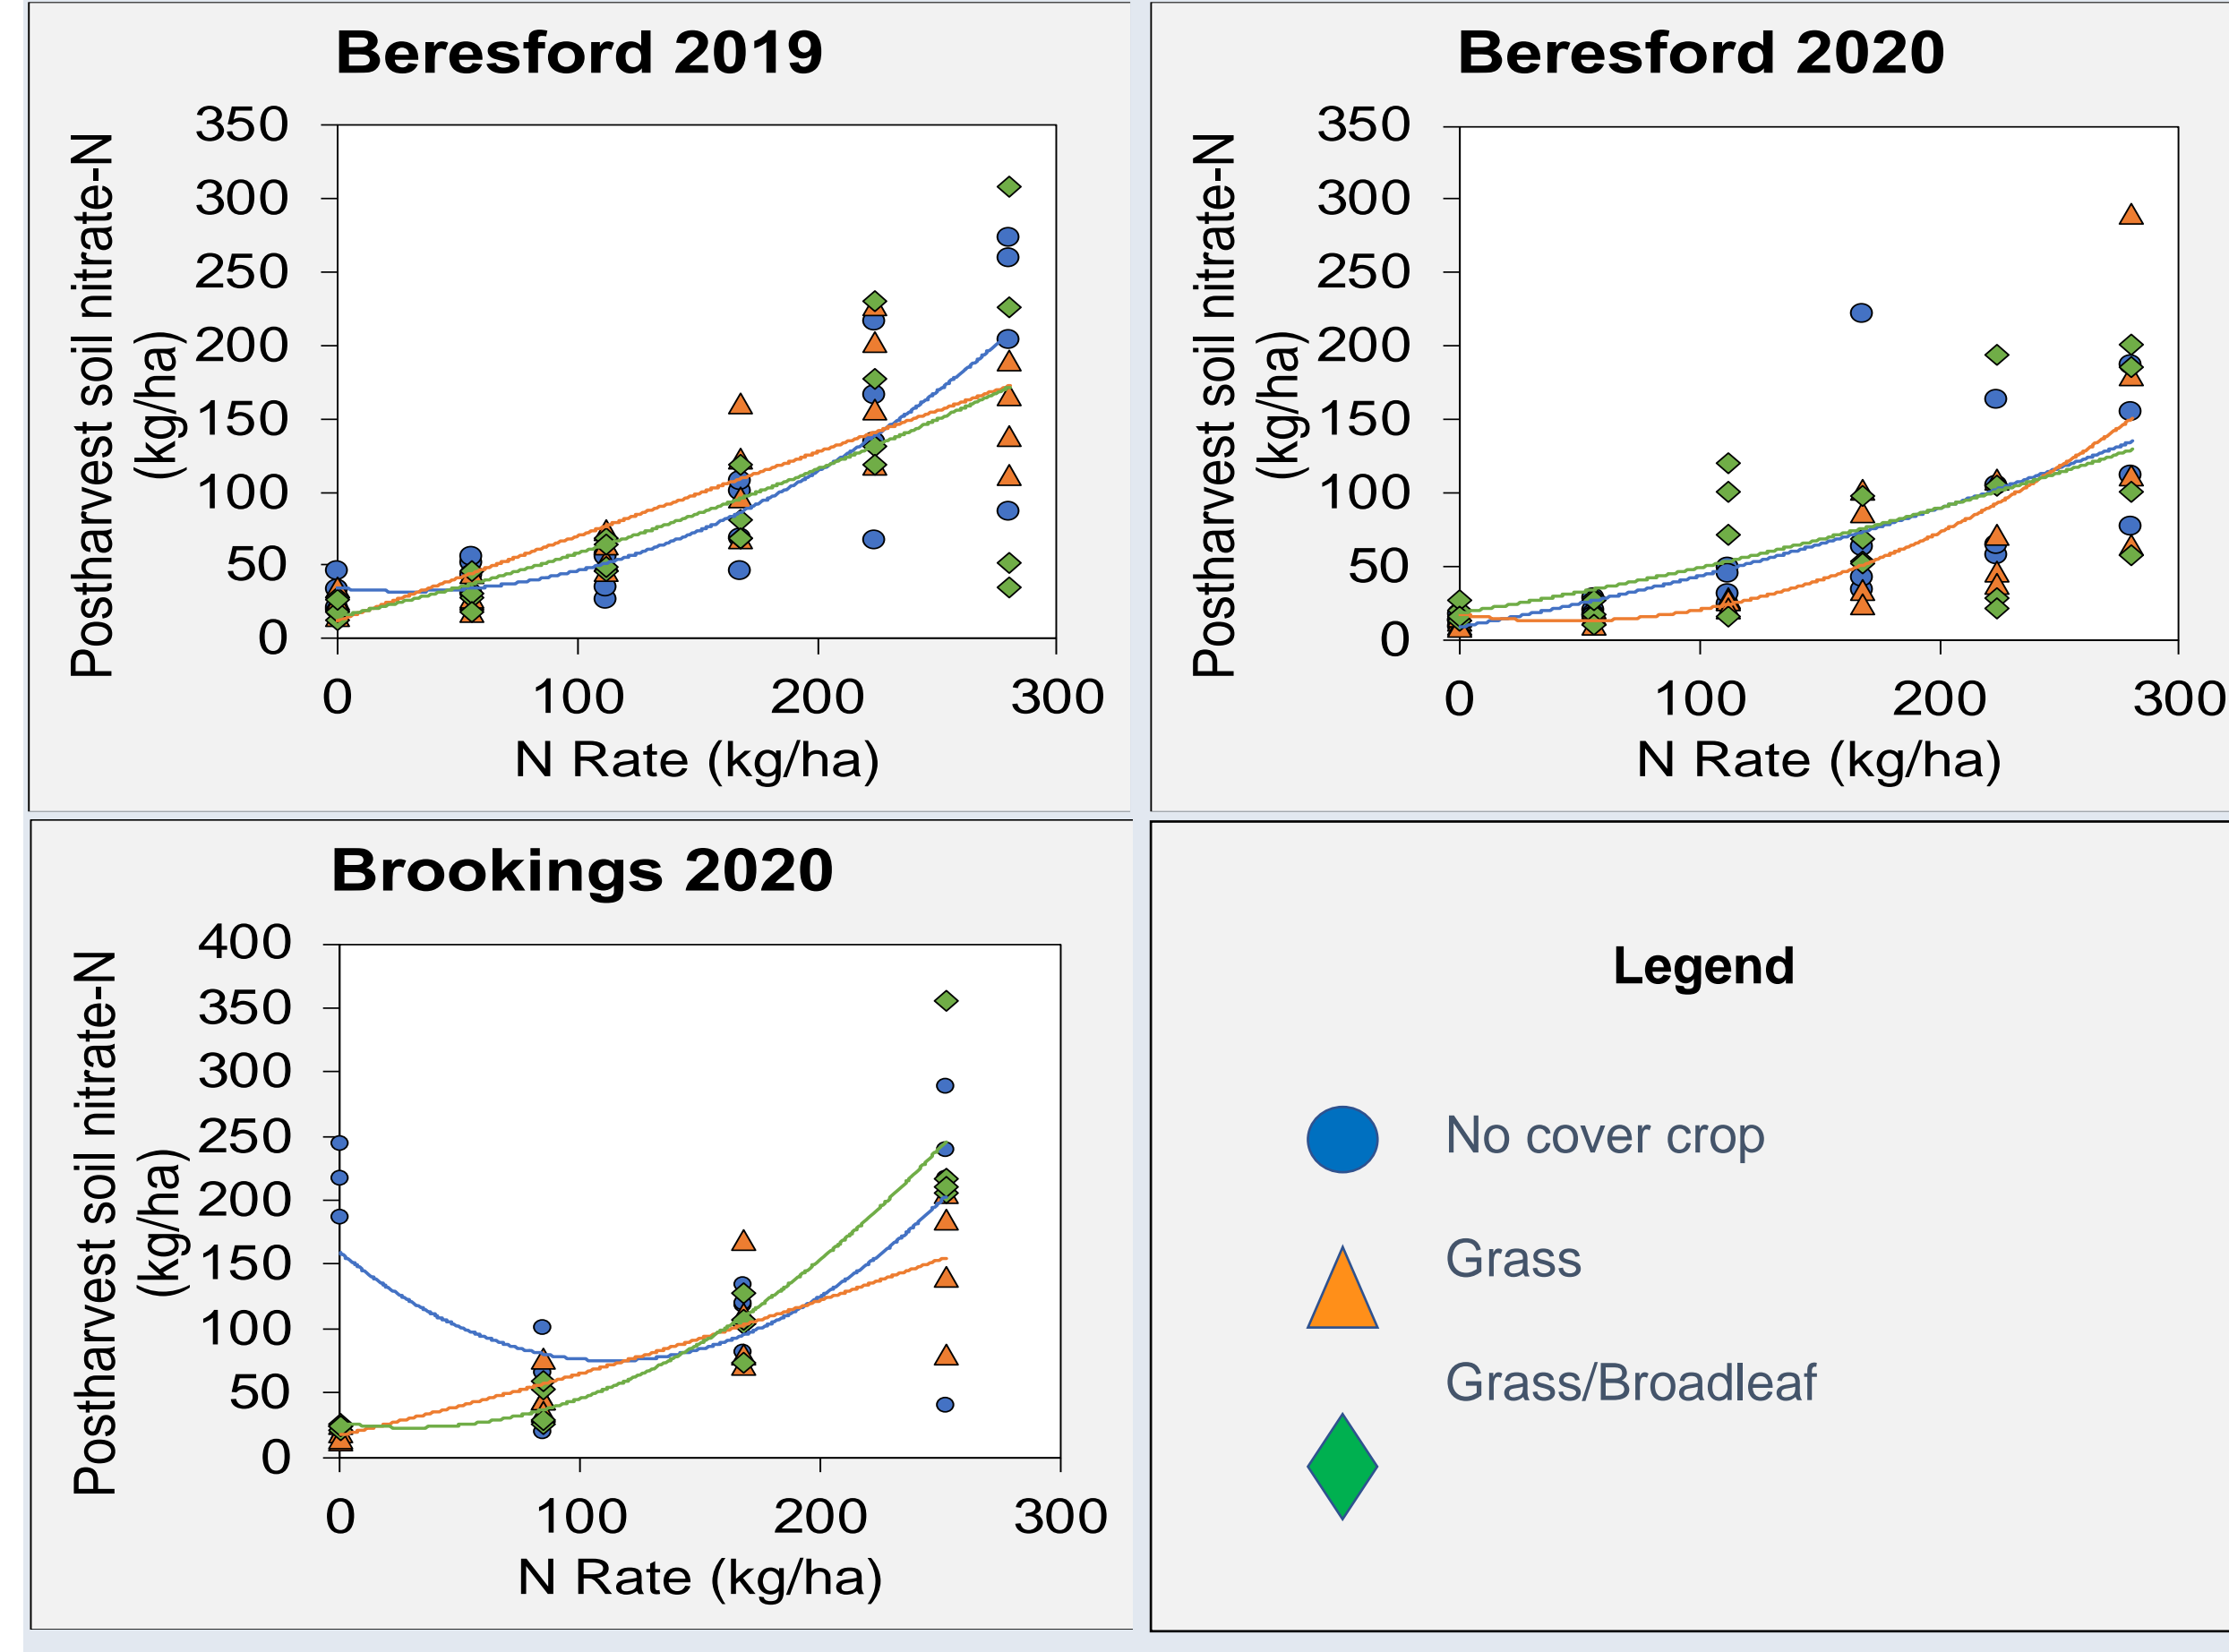 Beresford 2019
Postharvest soil nitrate-N
(kg/ha)
350
300
250
200
150
100
50
0
0 100 200 300
N Rate (kg/ha)
Beresford 2020
Postharvest soil nitrate-N
(kg/ha)
350
300
250
200
150
100
50
0
0 100 200 300
N Rate (kg/ha)
Brookings 2020
Postharvest soil nitrate-N
(kg/ha)
400
350
300
250
200
150
100
50
0
0 100 200 300
N Rate (kg/ha)
Legend
No cover crop
Grass
Grass/Broadleaf